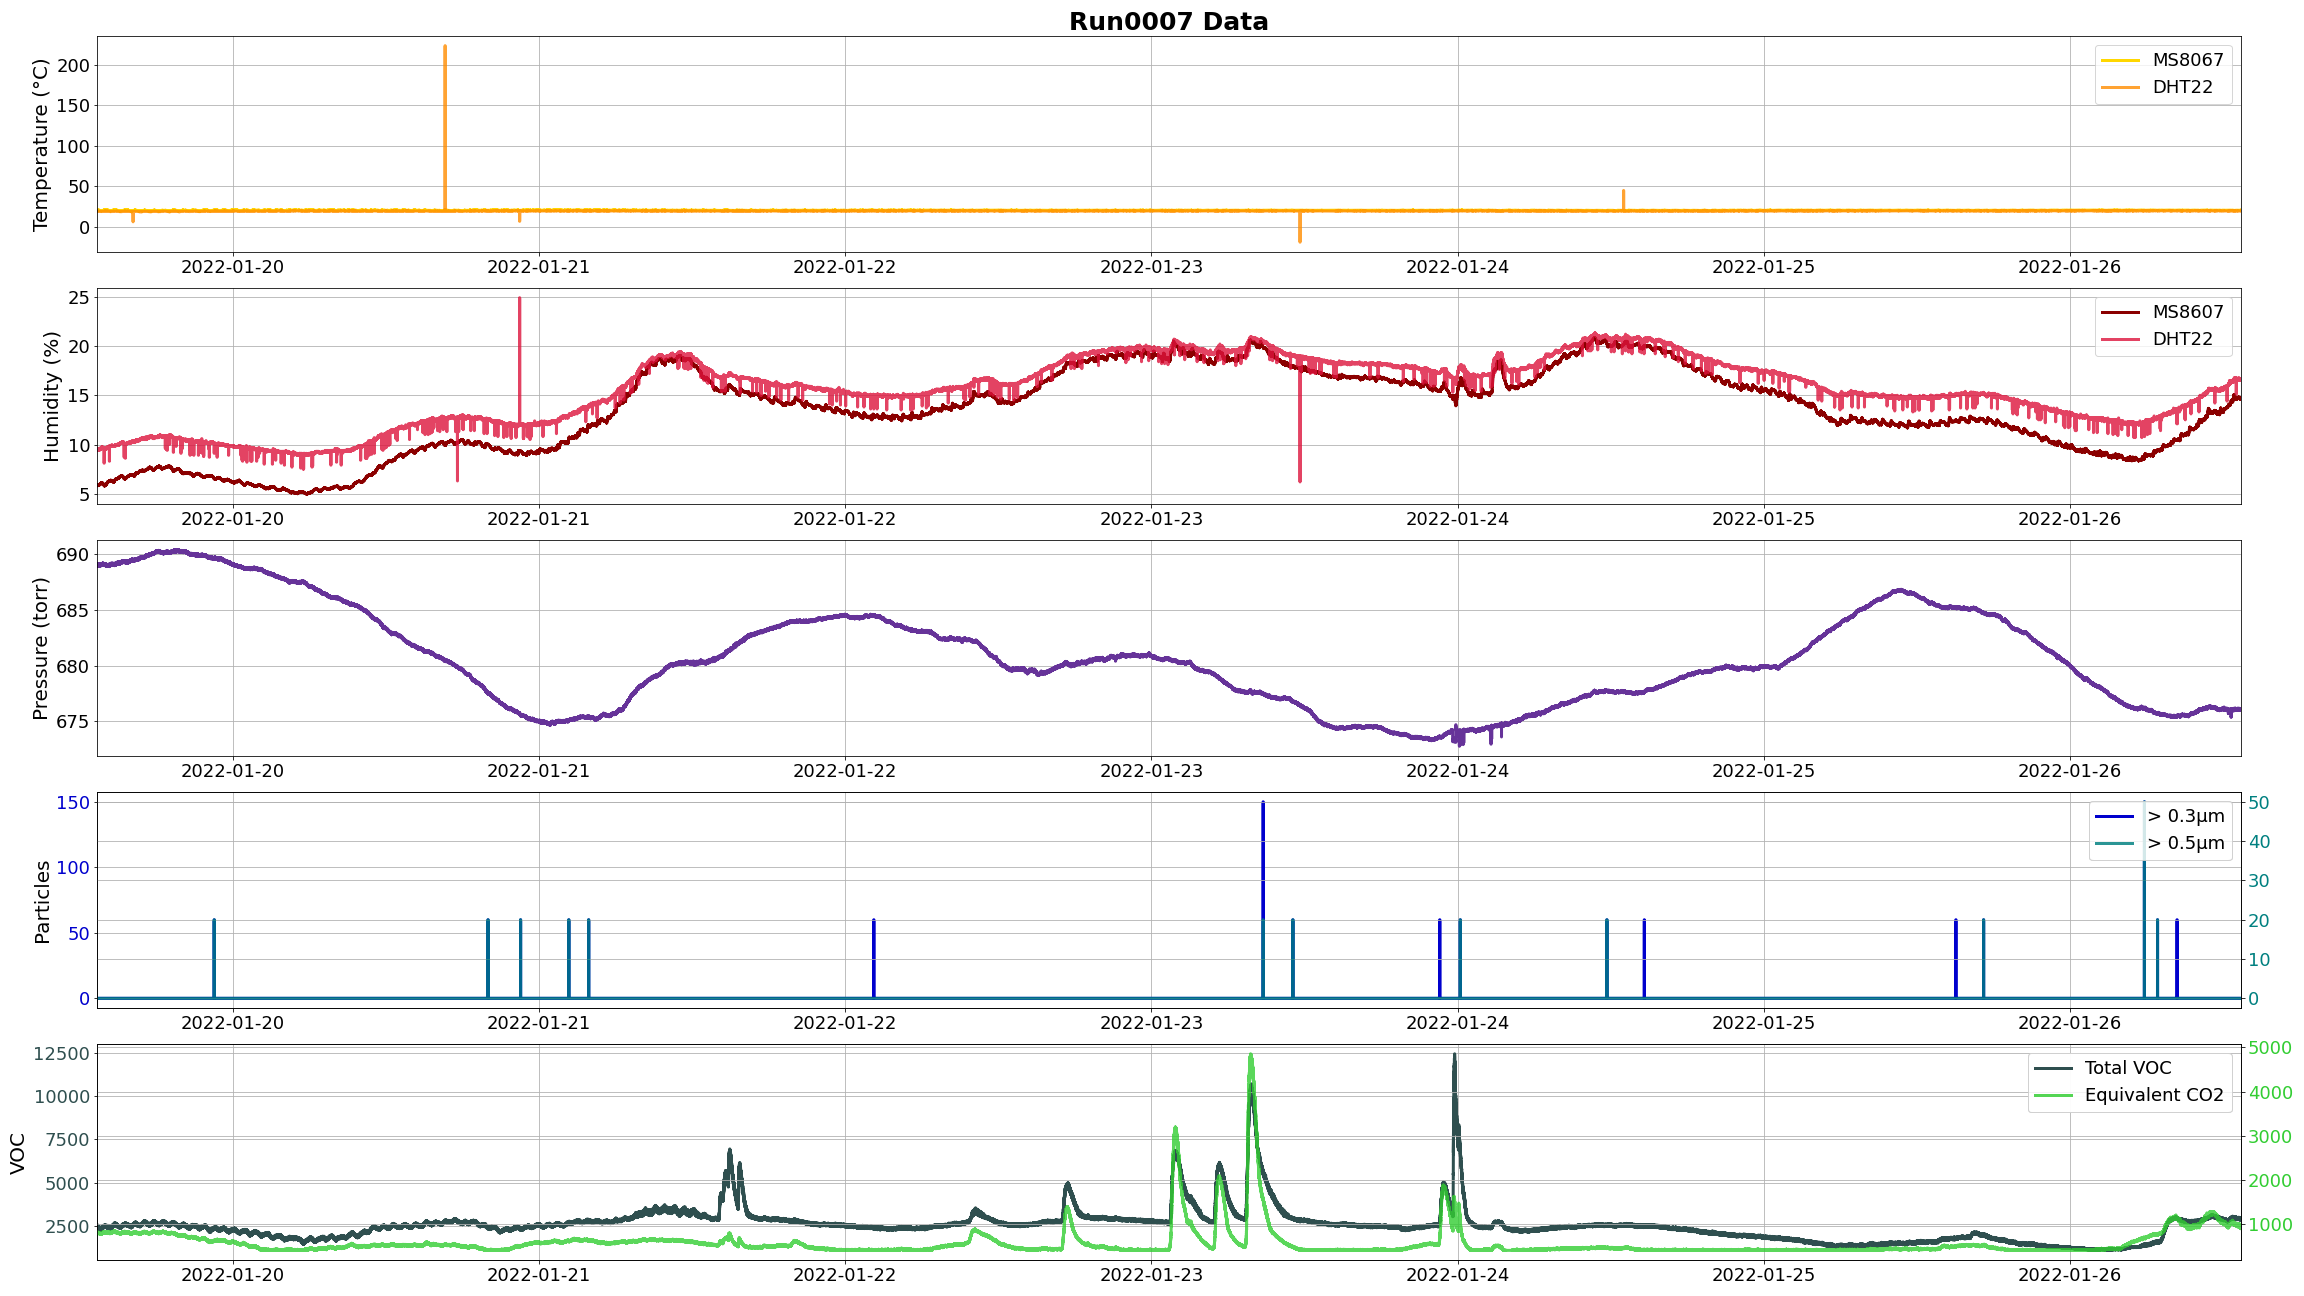 Run0007 Data
Temperature (°C)
200
150
100
50
0
MS8067
DHT22
2022-01-20 2022-01-21 2022-01-22 2022-01-23 2022-01-24 2022-01-25 2022-01-26
Humidity (%)
25
20
15
10
5
MS8607
DHT22
2022-01-20 2022-01-21 2022-01-22 2022-01-23 2022-01-24 2022-01-25 2022-01-26
Pressure (torr)
690
685
680
675
2022-01-20 2022-01-21 2022-01-22 2022-01-23 2022-01-24 2022-01-25 2022-01-26
Particles
150
100
50
0
> 0.3μm
> 0.5μm
50
40
30
20
10
0
2022-01-20 2022-01-21 2022-01-22 2022-01-23 2022-01-24 2022-01-25 2022-01-26
VOC
12500
10000
7500
5000
2500
Total VOC
Equivalent CO2
5000
4000
3000
2000
1000
2022-01-20 2022-01-21 2022-01-22 2022-01-23 2022-01-24 2022-01-25 2022-01-26